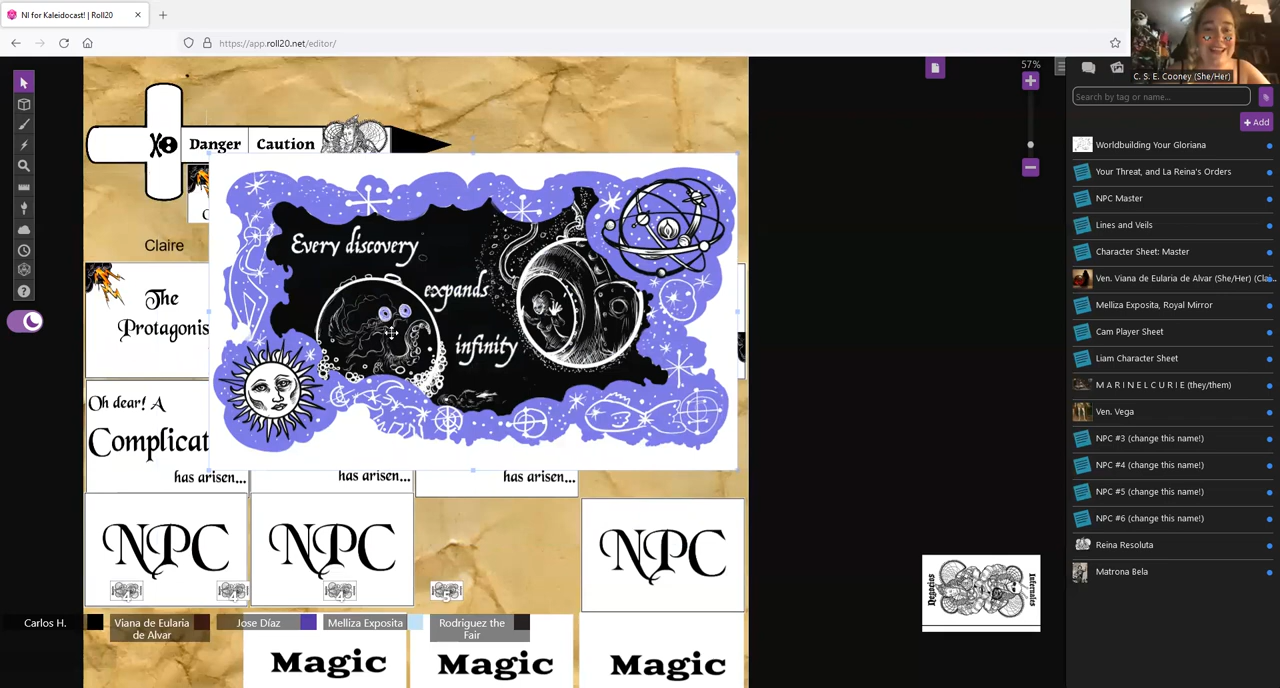 NI for Kaleidocast! | Roll20
https://app.roll20.net/editor/
57%
C. S. E. Cooney (She/Her)
Search by tag or name...
+ Add
Worldbuilding Your Gloriana
Your Threat, and La Reina's Orders
NPC Master
Lines and Veils
Character Sheet: Master
Ven. Viana de Eularia de Alvar (She/Her) (Cla...
Melliza Exposita, Royal Mirror
Cam Player Sheet
Liam Character Sheet
M A R I N E L C U R I E (they/them)
Ven. Vega
NPC #3 (change this name!)
NPC #4 (change this name!)
NPC #5 (change this name!)
NPC #6 (change this name!)
Reina Resoluta
Matrona Bela
Danger
Caution
Claire
Every discovery
expands
infinity
The
Protagonis
Oh dear! A
Complicat
has arisen...
has arisen...
has arisen...
NPC
NPC
NPC
Negocios
Infernales
Carlos H.
Viana de Eularia
de Alvar
Jose Díaz
Melliza Exposita
Rodriguez the
Fair
Magic
Magic
Magic